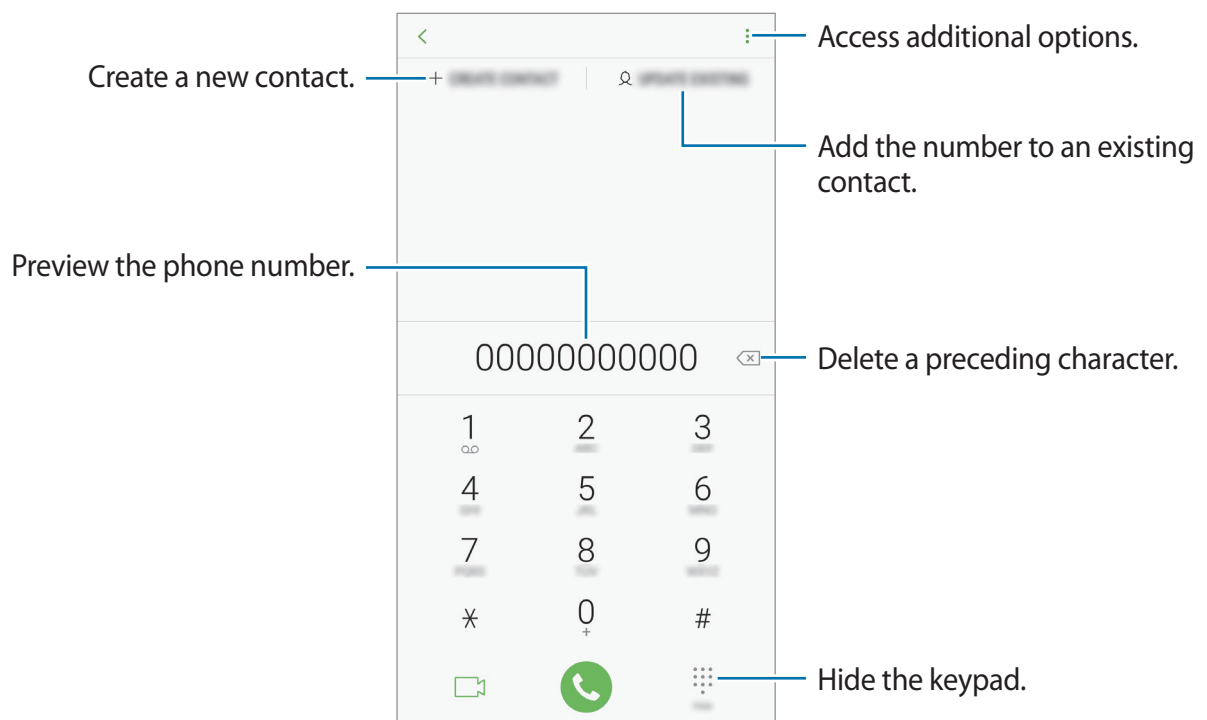 Access additional options.
Create a new contact.
Add the number to an existing
contact.
Preview the phone number.
00000000000
Delete a preceding character.
1 2 3
4 5 6
7 8 9
* 0 #
+
Hide the keypad.